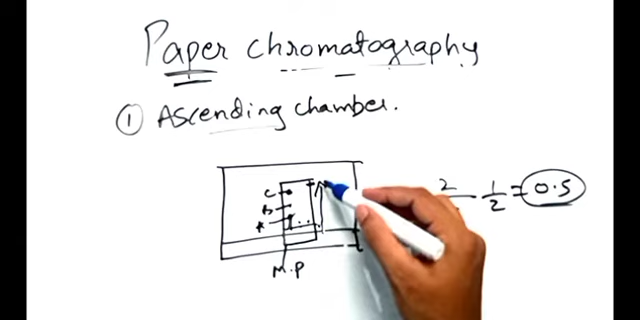 Paper chromatography
① Ascending chamber.
C
B
A
M.P
2 1/2 = 0.5